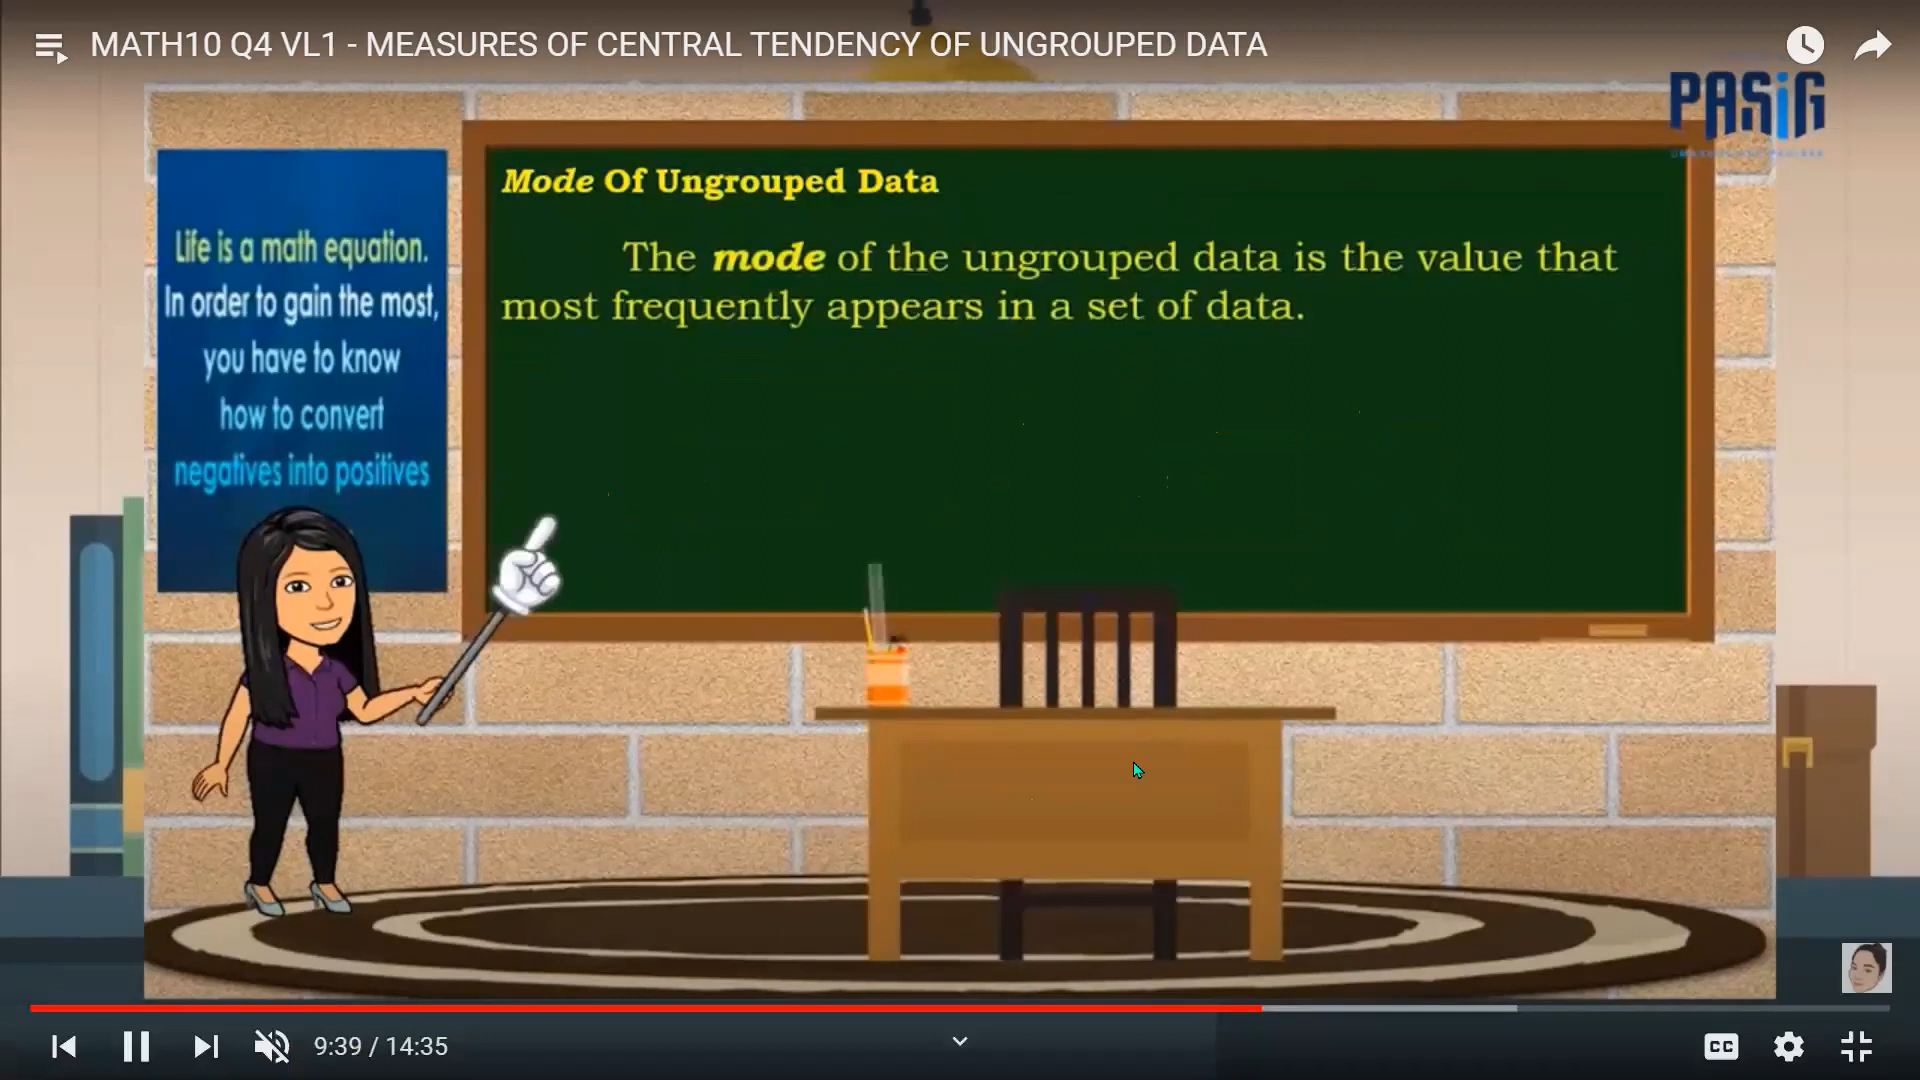 MATH10 Q4 VL1 - MEASURES OF CENTRAL TENDENCY OF UNGROUPED DATA
PASiG
Life is a math equation.
In order to gain the most,
you have to know
how to convert
negatives into positives
Mode Of Ungrouped Data
The mode of the ungrouped data is the value that
most frequently appears in a set of data.
9:39 / 14:35
CC